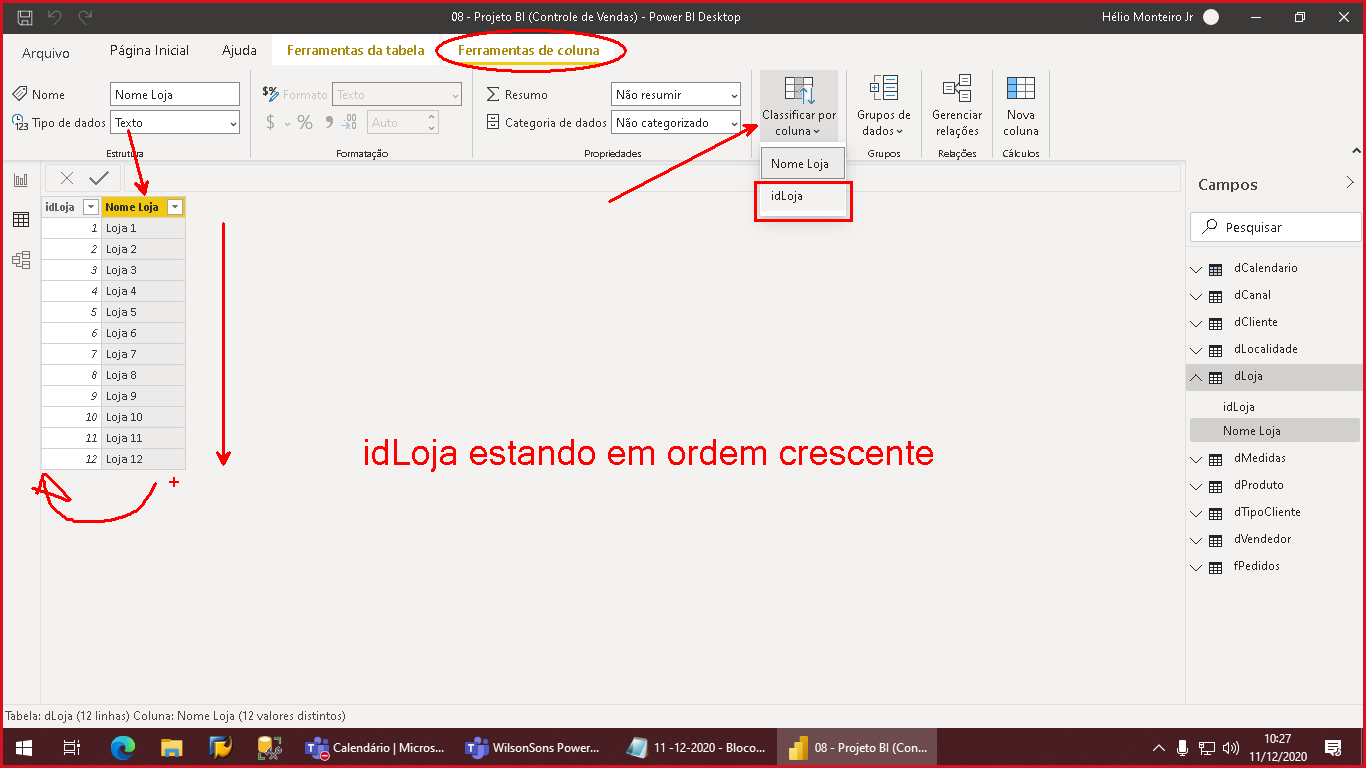 08 - Projeto BI (Controle de Vendas) - Power BI Desktop
Hélio Monteiro Jr
Arquivo
Página Inicial
Ajuda
Ferramentas da tabela
Ferramentas de coluna
Nome
Nome Loja
Tipo de dados
Texto
Estrutura
Formato
Texto
$ % 9 Auto
Formatação
Resumo
Não resumir
Categoria de dados
Não categorizado
Propriedades
Classificar por
coluna
Nome Loja
idLoja
Grupos de
dados
Grupos
Gerenciar
relações
Relações
Nova
coluna
Cálculos
idLoja Nome Loja
1 Loja 1
2 Loja 2
3 Loja 3
4 Loja 4
5 Loja 5
6 Loja 6
7 Loja 7
8 Loja 8
9 Loja 9
10 Loja 10
11 Loja 11
12 Loja 12
idLoja estando em ordem crescente
Campos
Pesquisar
dCalendario
dCanal
dCliente
dLocalidade
dLoja
idLoja
Nome Loja
dMedidas
dProduto
dTipoCliente
dVendedor
fPedidos
Tabela: dLoja (12 linhas) Coluna: Nome Loja (12 valores distintos)
Calendário | Micros...
WilsonSons Power...
11 -12-2020 - Bloco...
08 - Projeto BI (Con...
10:27
11/12/2020